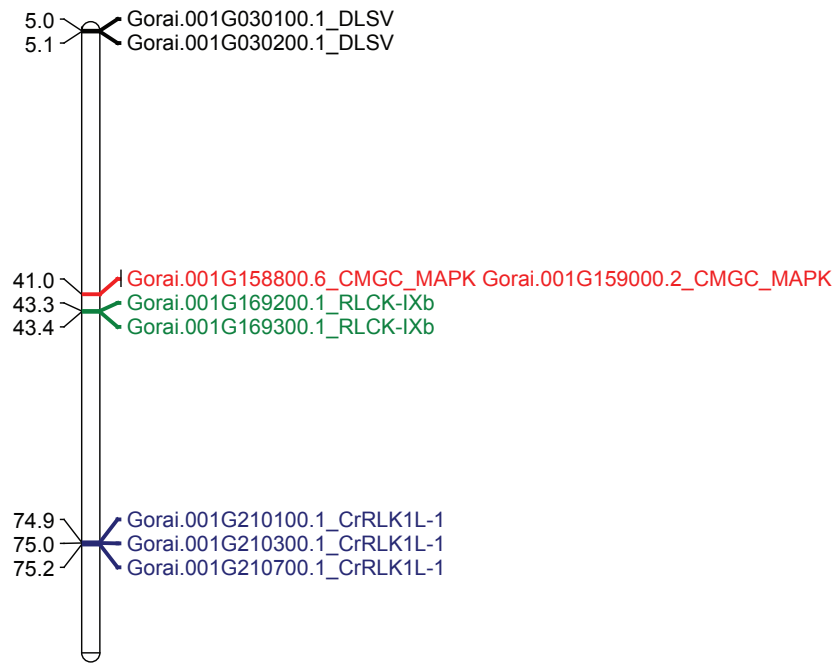 5.0 Gorai.001G030100.1_DLSV
5.1 Gorai.001G030200.1_DLSV
41.0 Gorai.001G158800.6_CMGC_MAPK Gorai.001G159000.2_CMGC_MAPK
43.3 Gorai.001G169200.1_RLCK-IXb
43.4 Gorai.001G169300.1_RLCK-IXb
74.9 Gorai.001G210100.1_CrRLK1L-1
75.0 Gorai.001G210300.1_CrRLK1L-1
75.2 Gorai.001G210700.1_CrRLK1L-1